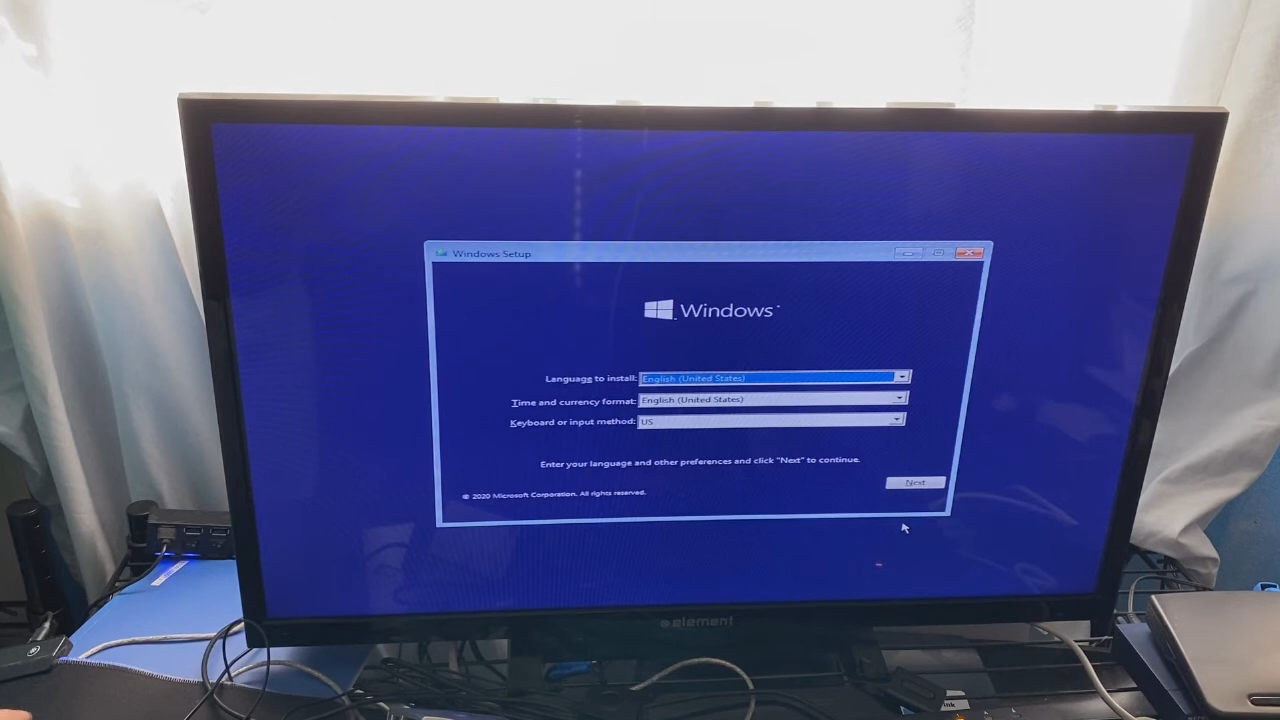 Windows Setup
Windows
Language to install: English (United States)
Time and currency format: English (United States)
Keyboard or input method: US
Enter your language and other preferences and click "Next" to continue.
Next
© 2020 Microsoft Corporation. All rights reserved.
element